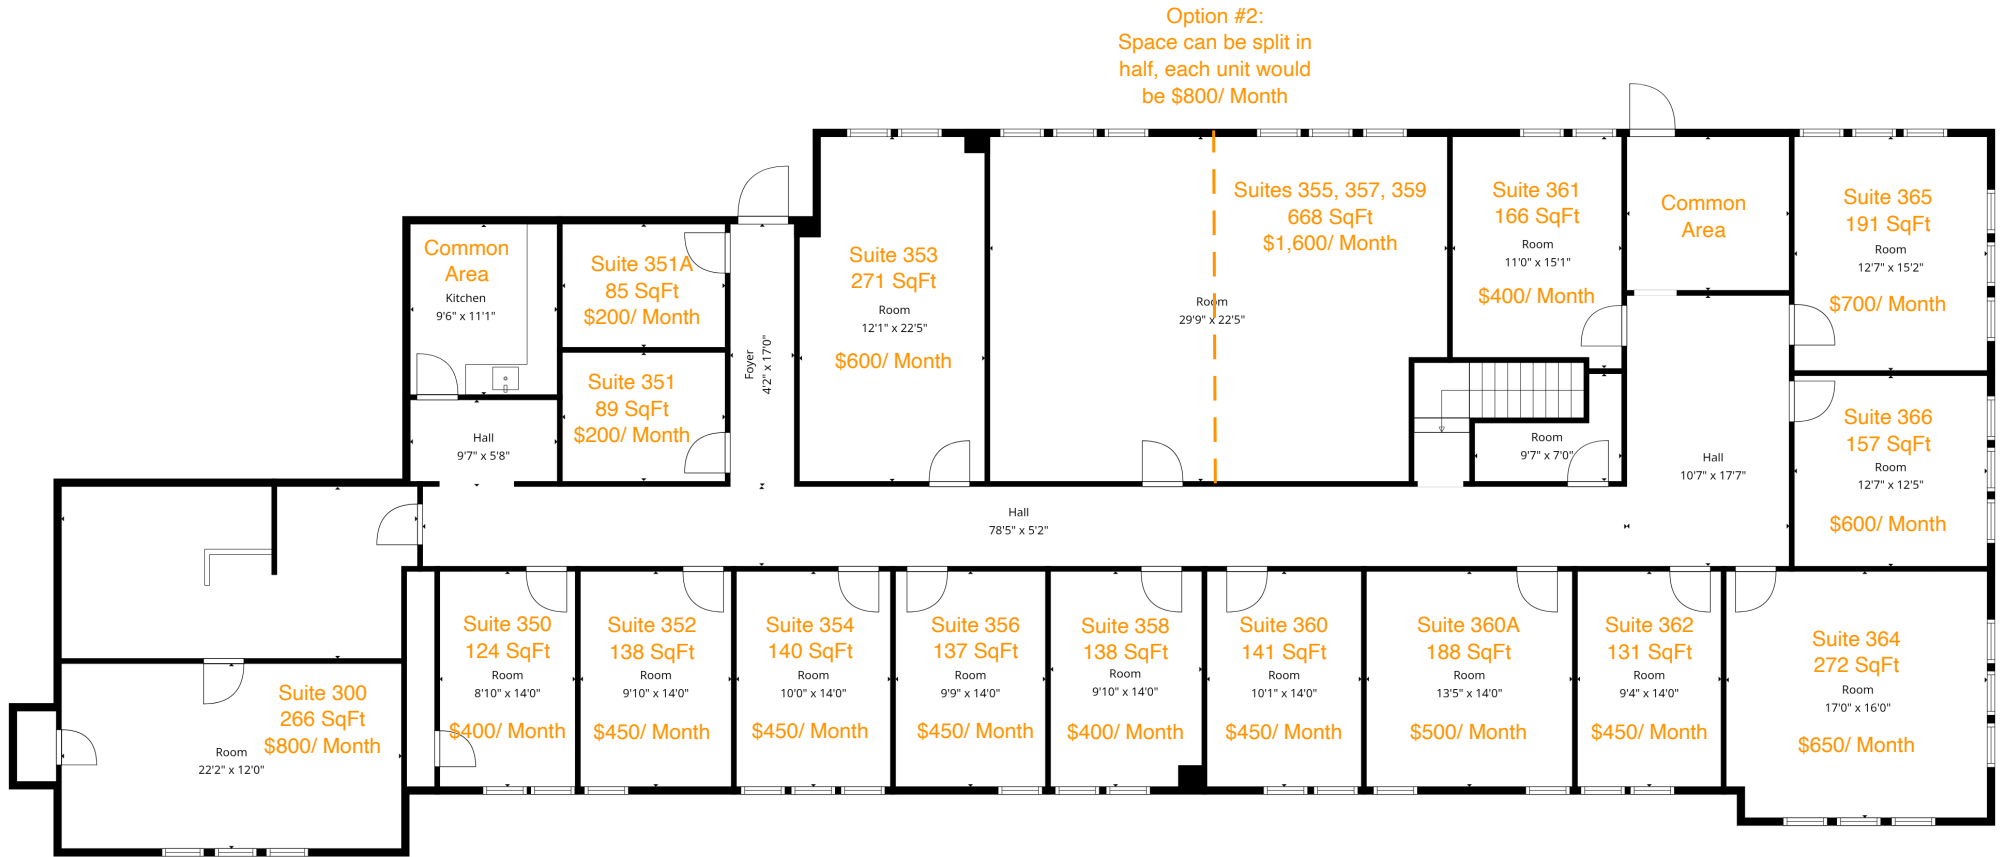 Option #2:
Space can be split in
half, each unit would
be $800/ Month
Common
Area
Kitchen
9'6" x 11'1"
Suite 351A
85 SqFt
$200/ Month
Suite 351
89 SqFt
$200/ Month
Hall
9'7" x 5'8"
Foyer
4'2" x 17'0"
Suite 353
271 SqFt
Room
12'1" x 22'5"
$600/ Month
Suites 355, 357, 359
668 SqFt
$1,600/ Month
Room
29'9" x 22'5"
Suite 361
166 SqFt
Room
11'0" x 15'1"
$400/ Month
Common
Area
Suite 365
191 SqFt
Room
12'7" x 15'2"
$700/ Month
Room
9'7" x 7'0"
Hall
10'7" x 17'7"
Suite 366
157 SqFt
Room
12'7" x 12'5"
$600/ Month
Hall
78'5" x 5'2"
Suite 300
266 SqFt
$800/ Month
Room
22'2" x 12'0"
Suite 350
124 SqFt
Room
8'10" x 14'0"
$400/ Month
Suite 352
138 SqFt
Room
9'10" x 14'0"
$450/ Month
Suite 354
140 SqFt
Room
10'0" x 14'0"
$450/ Month
Suite 356
137 SqFt
Room
9'9" x 14'0"
$450/ Month
Suite 358
138 SqFt
Room
9'10" x 14'0"
$400/ Month
Suite 360
141 SqFt
Room
10'1" x 14'0"
$450/ Month
Suite 360A
188 SqFt
Room
13'5" x 14'0"
$500/ Month
Suite 362
131 SqFt
Room
9'4" x 14'0"
$450/ Month
Suite 364
272 SqFt
Room
17'0" x 16'0"
$650/ Month